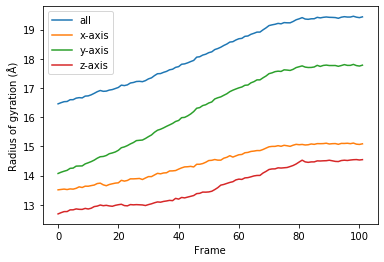 all
x-axis
y-axis
z-axis
Radius of gyration (Å)
19
18
17
16
15
14
13
0 20 40 60 80 100
Frame